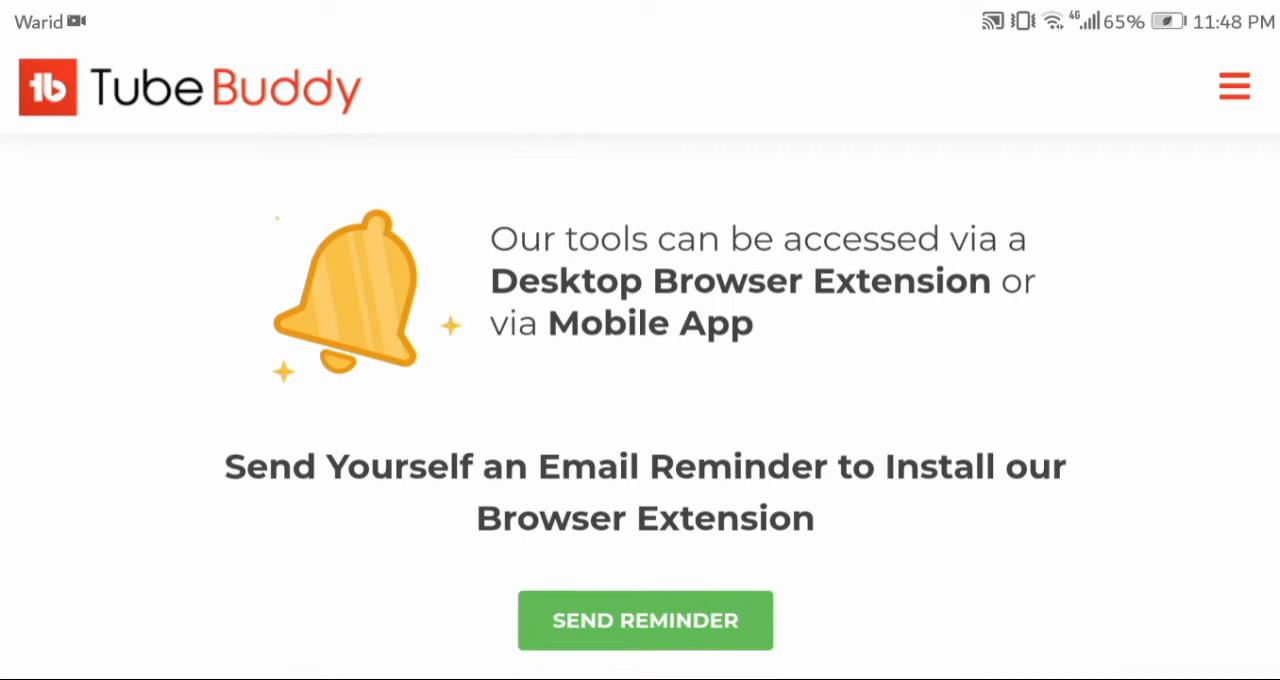 Warid 4G 65% 11:48 PM
tb TubeBuddy
Our tools can be accessed via a
Desktop Browser Extension or
via Mobile App
Send Yourself an Email Reminder to Install our
Browser Extension
SEND REMINDER